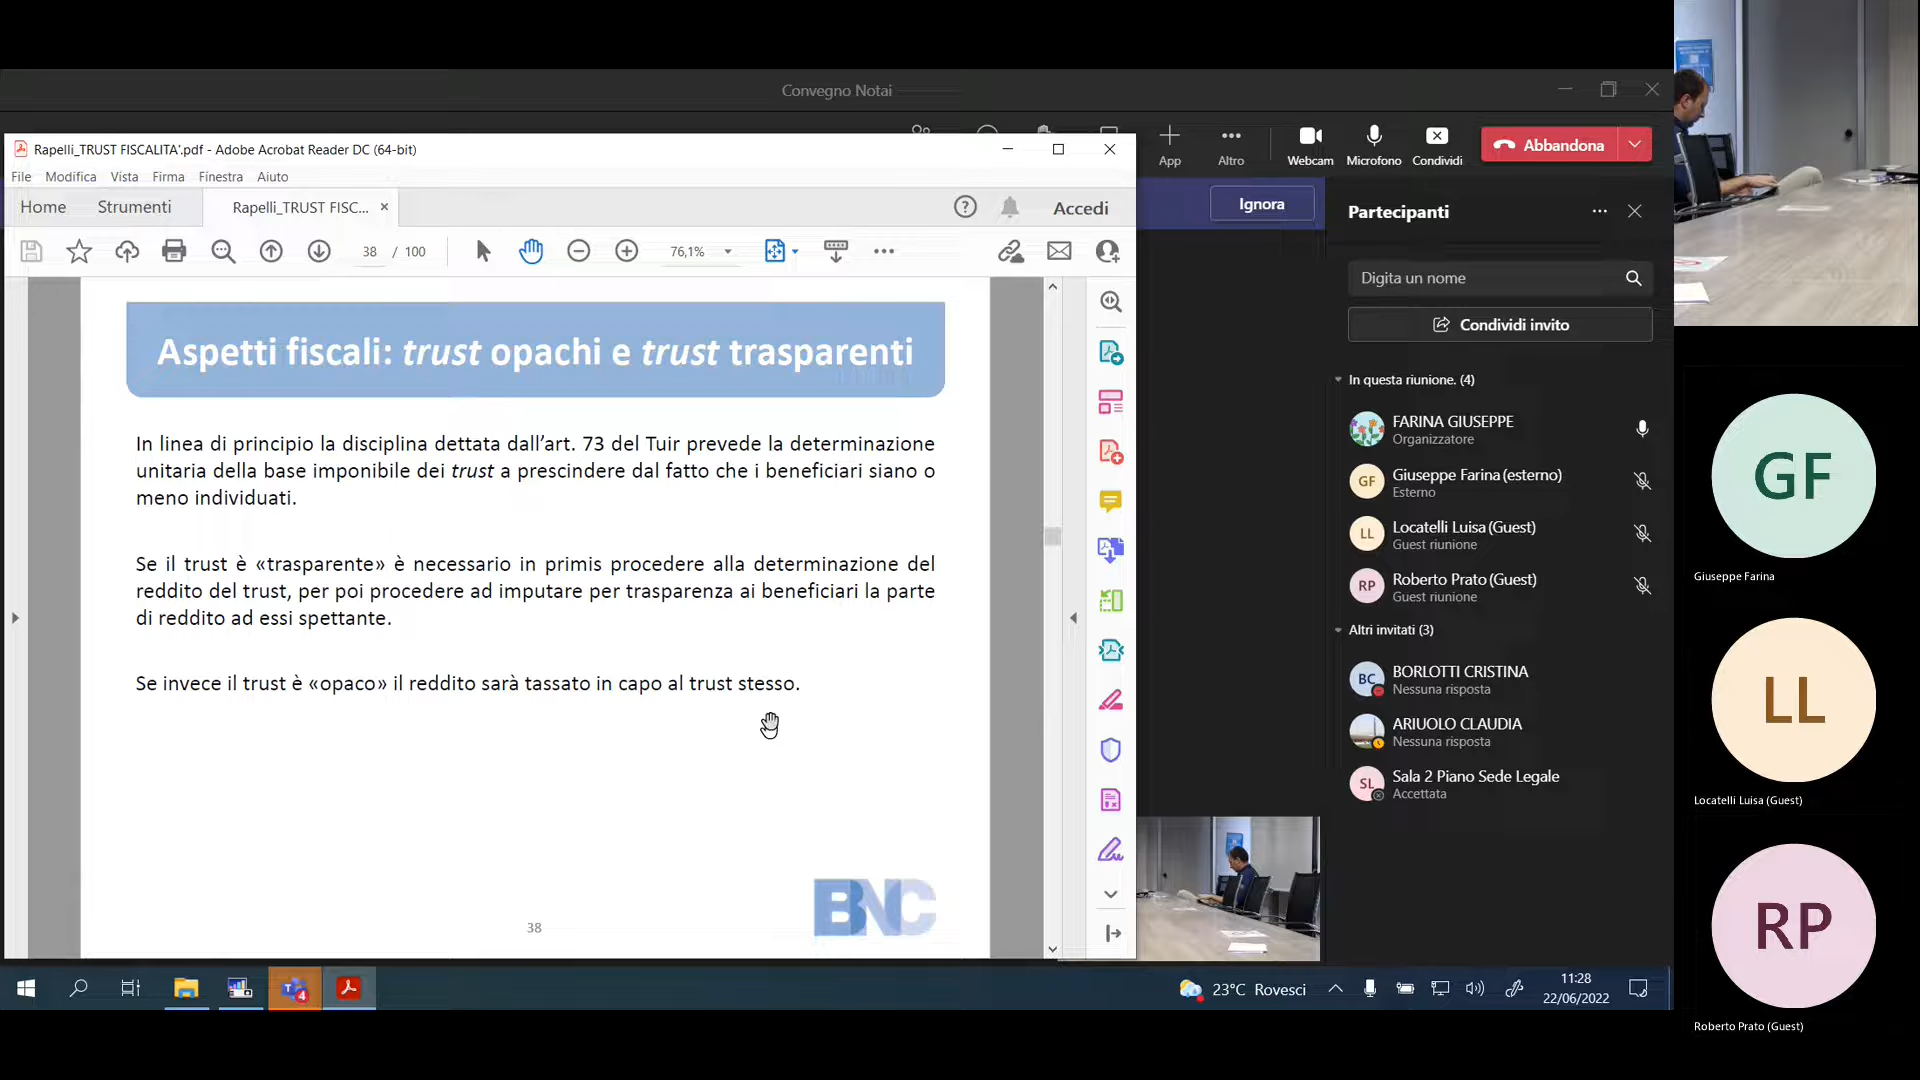 Convegno Notai
App
Altro
Webcam
Microfono
Condividi
Abbandona
Rapelli_TRUST FISCALITA'.pdf - Adobe Acrobat Reader DC (64-bit)
File Modifica Vista Firma Finestra Aiuto
Home Strumenti Rapelli_TRUST FISC... Accedi
38 / 100 76,1%
Aspetti fiscali: trust opachi e trust trasparenti
In linea di principio la disciplina dettata dall’art. 73 del Tuir prevede la determinazione
unitaria della base imponibile dei trust a prescindere dal fatto che i beneficiari siano o
meno individuati.
Se il trust è «trasparente» è necessario in primis procedere alla determinazione del
reddito del trust, per poi procedere ad imputare per trasparenza ai beneficiari la parte
di reddito ad essi spettante.
Se invece il trust è «opaco» il reddito sarà tassato in capo al trust stesso.
38
BNC
Ignora
Partecipanti
Digita un nome
Condividi invito
In questa riunione. (4)
FARINA GIUSEPPE
Organizzatore
GF
Giuseppe Farina (esterno)
Esterno
LL
Locatelli Luisa (Guest)
Guest riunione
RP
Roberto Prato (Guest)
Guest riunione
Altri invitati (3)
BC
BORLOTTI CRISTINA
Nessuna risposta
ARIUOLO CLAUDIA
Nessuna risposta
SL
Sala 2 Piano Sede Legale
Accettata
GF
Giuseppe Farina
LL
Locatelli Luisa (Guest)
RP
Roberto Prato (Guest)
4
23°C Rovesci
11:28
22/06/2022